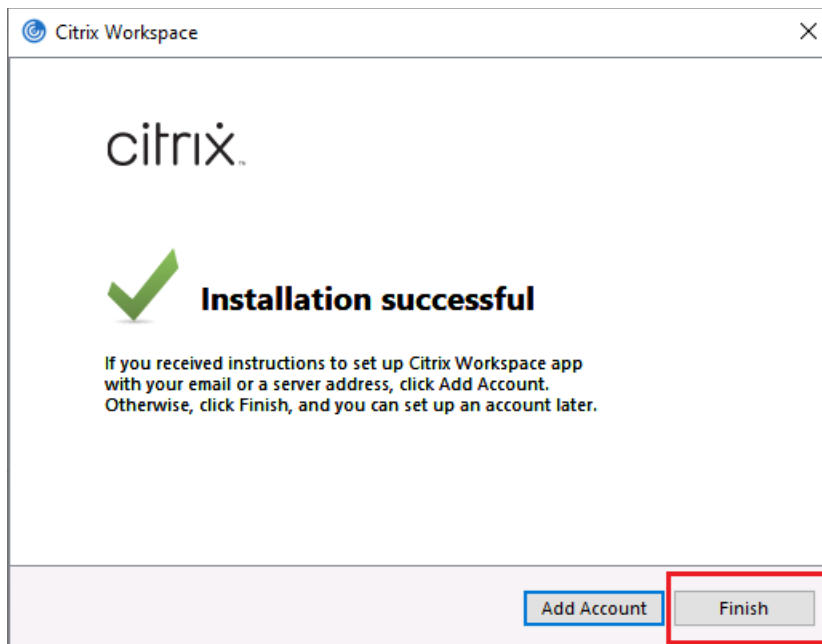 Citrix Workspace
citrix™
Installation successful
If you received instructions to set up Citrix Workspace app
with your email or a server address, click Add Account.
Otherwise, click Finish, and you can set up an account later.
Add Account
Finish